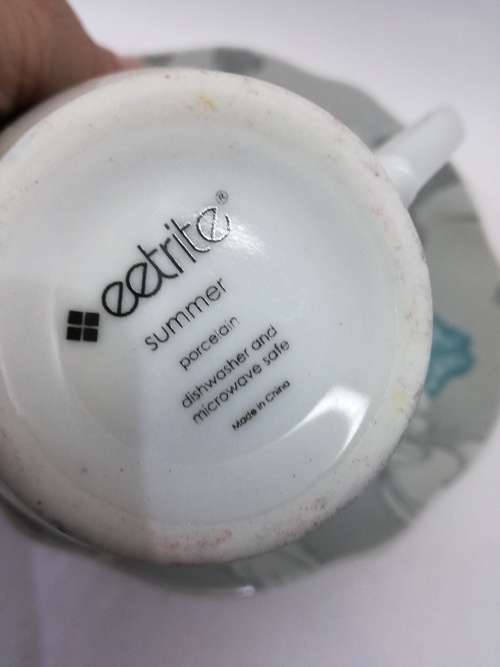 eetrite®
summer
porcelain
dishwasher and
microwave safe
Made in China